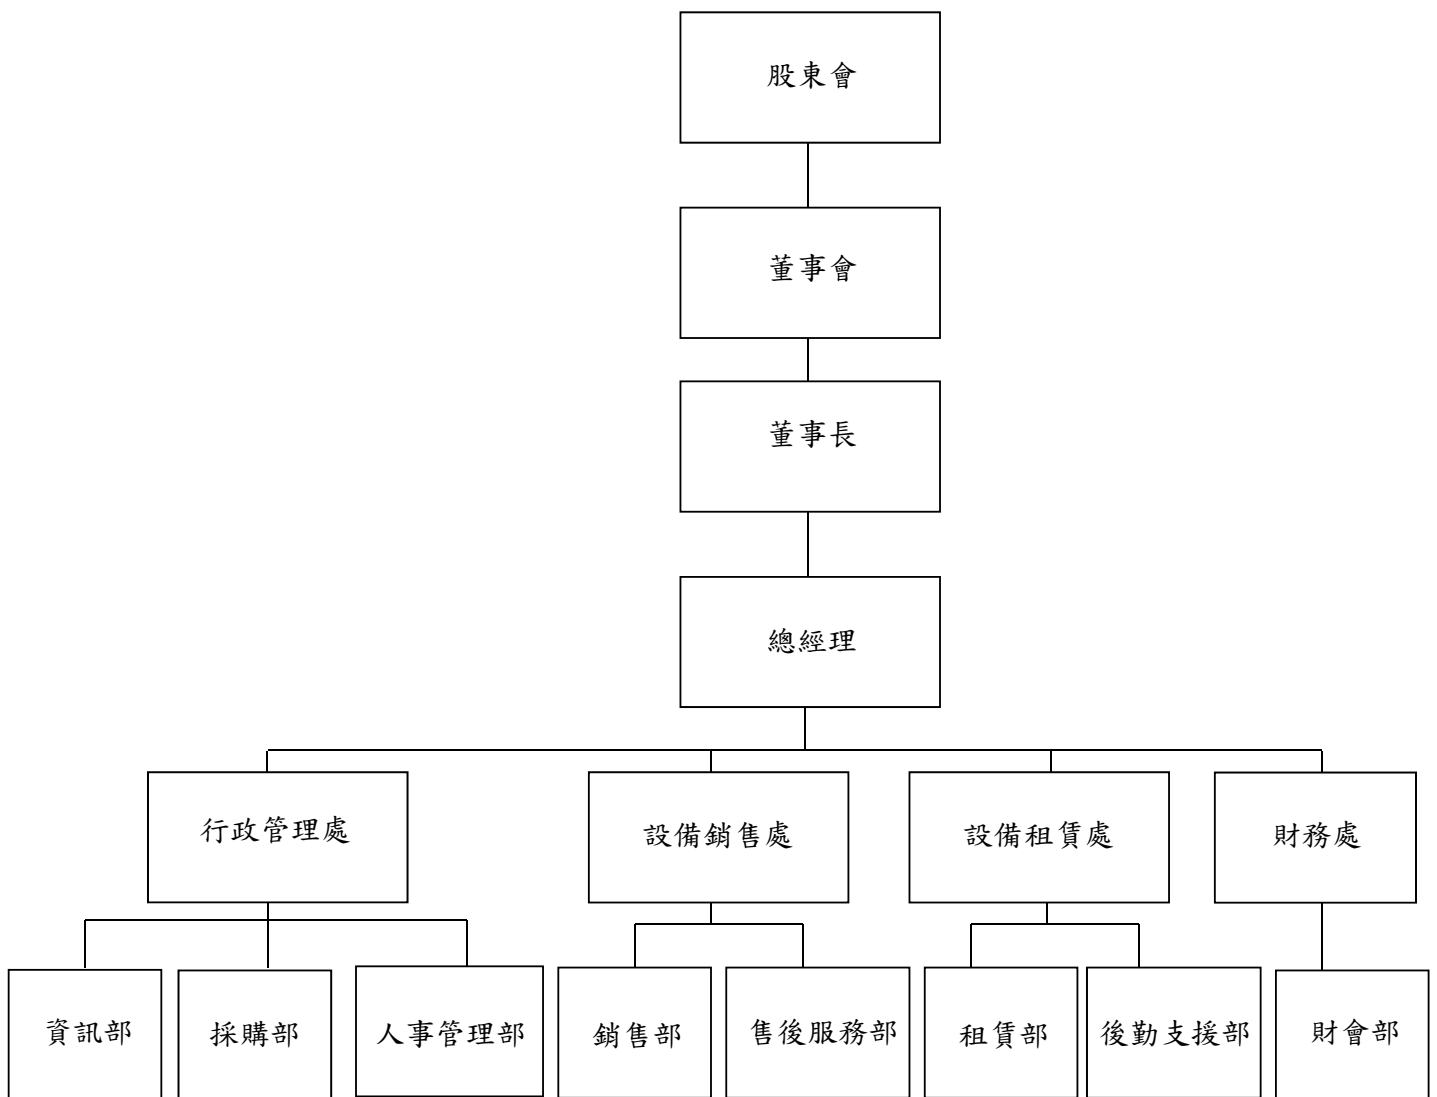 股東會
董事會
董事長
總經理
行政管理處
設備銷售處
設備租賃處
財務處
資訊部
採購部
人事管理部
銷售部
售後服務部
租賃部
後勤支援部
財會部